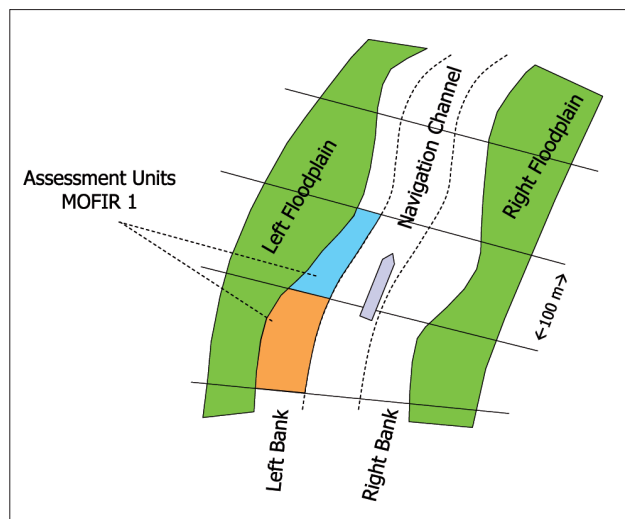 Assessment Units
MOFIR 1
Left Floodplain
Navigation Channel
Right Floodplain
←100 m→
Left Bank
Right Bank